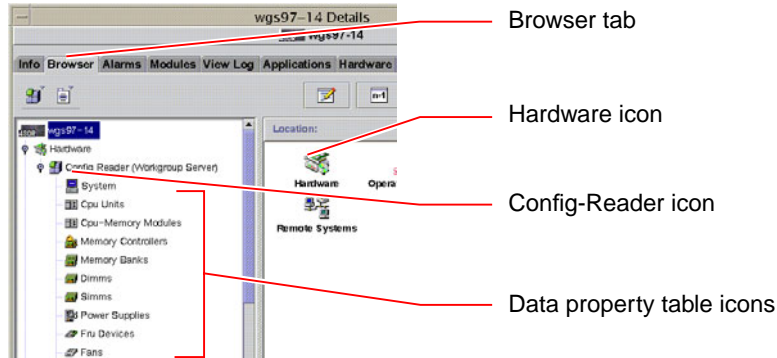 wgs97-14 Details
Browser tab
wgs97-14
Info Browser Alarms Modules View Log Applications Hardware
Hardware icon
Config-Reader icon
Data property table icons
wgs97-14
Hardware
Config Reader (Workgroup Server)
System
Cpu Units
Cpu-Memory Modules
Memory Controllers
Memory Banks
Dimms
Simms
Power Supplies
Fru Devices
Fans
Location:
Hardware Opera
Remote Systems